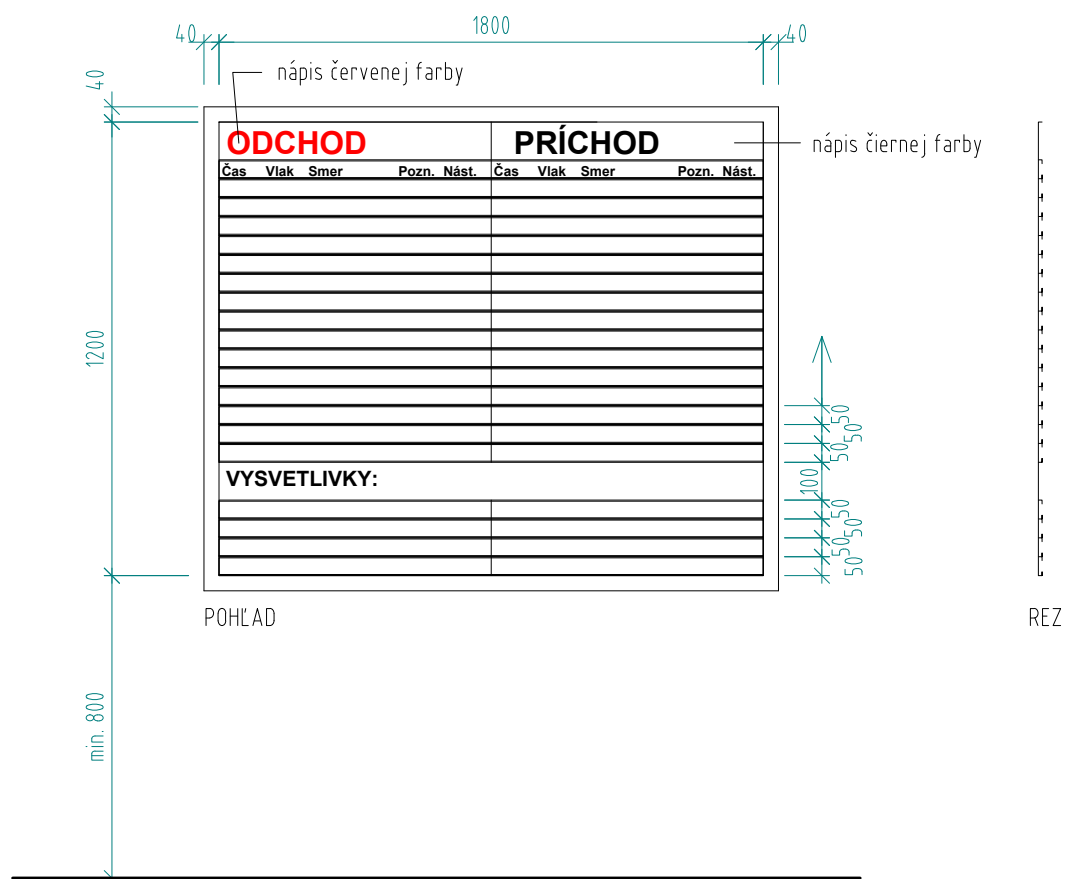 40 1800 40
nápis červenej farby
40
ODCHOD PRÍCHOD
nápis čiernej farby
Čas Vlak Smer Pozn. Nást. Čas Vlak Smer Pozn. Nást.
1200
50
50
50
VYSVETLIVKY:
100
50
50
50
50
POHĽAD
REZ
min. 800